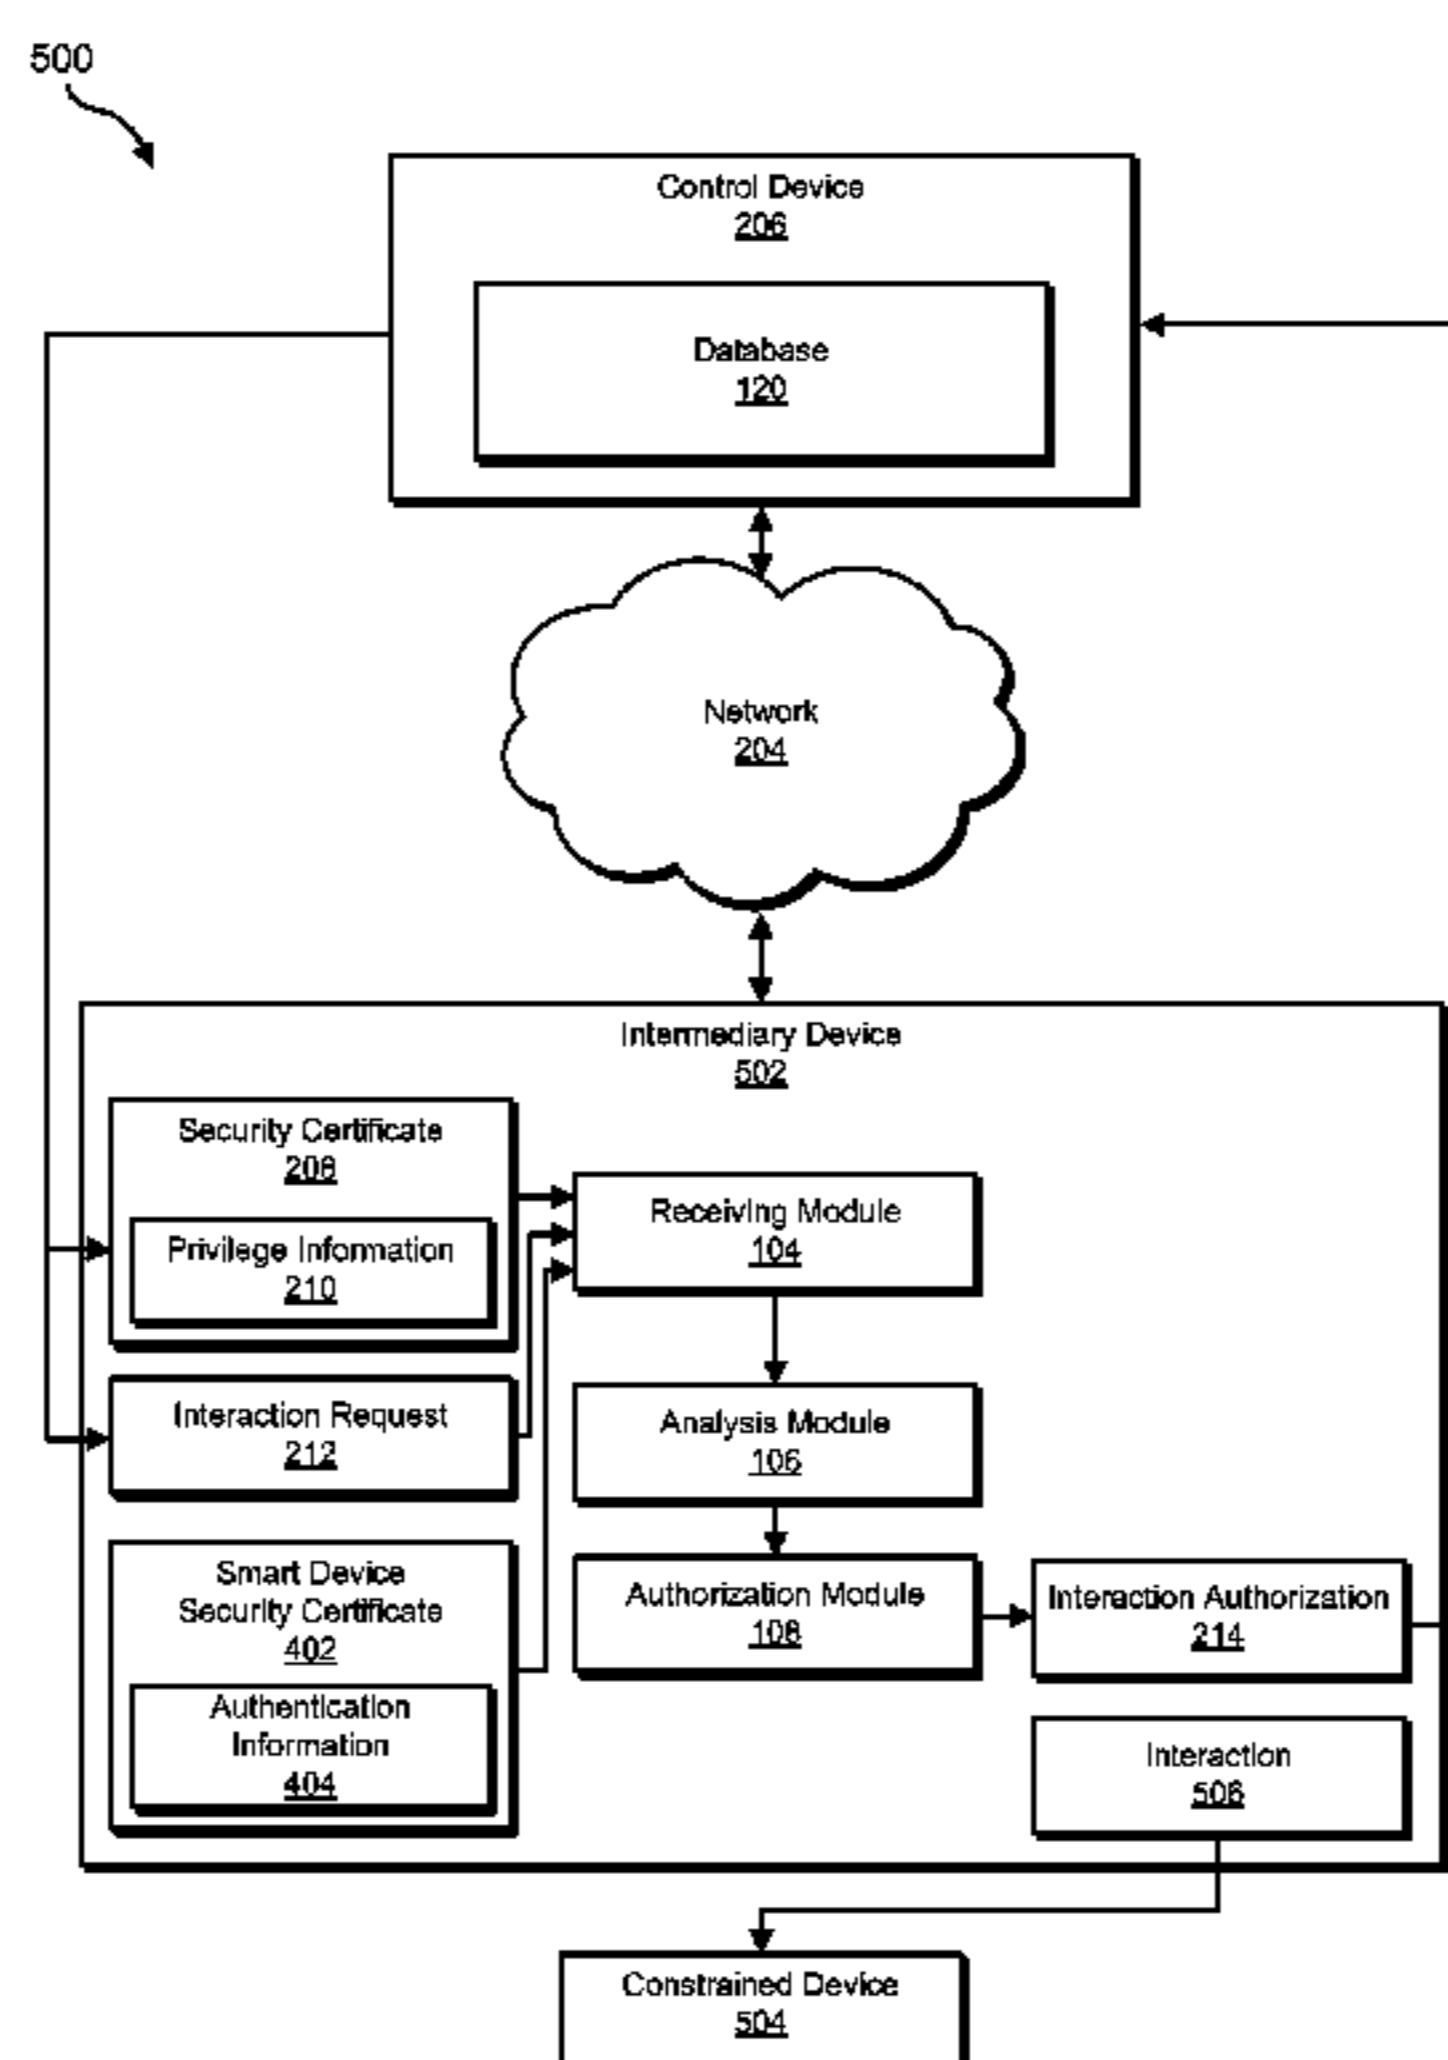 500
Control Device
206
Database
120
Network
204
Intermediary Device
502
Security Certificate
208
Privilege Information
210
Interaction Request
212
Smart Device
Security Certificate
402
Authentication
Information
404
Receiving Module
104
Analysis Module
106
Authorization Module
108
Interaction Authorization
214
Interaction
506
Constrained Device
504